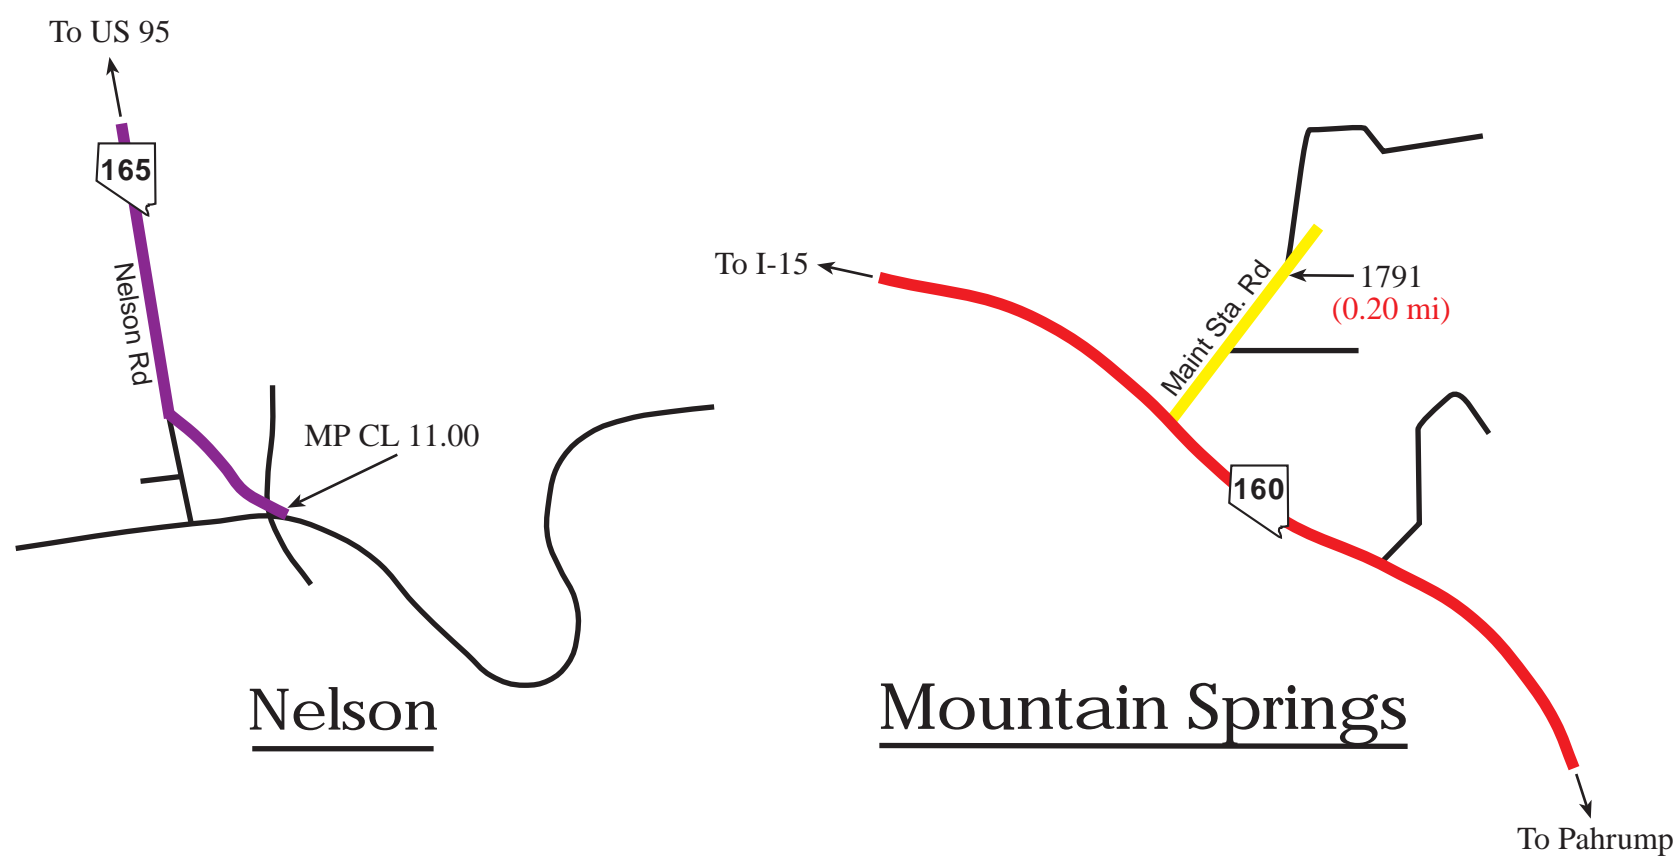 To US 95
165
Nelson Rd
MP CL 11.00
Nelson
To I-15
Maint Sta. Rd
1791
(0.20 mi)
160
Mountain Springs
To Pahrump